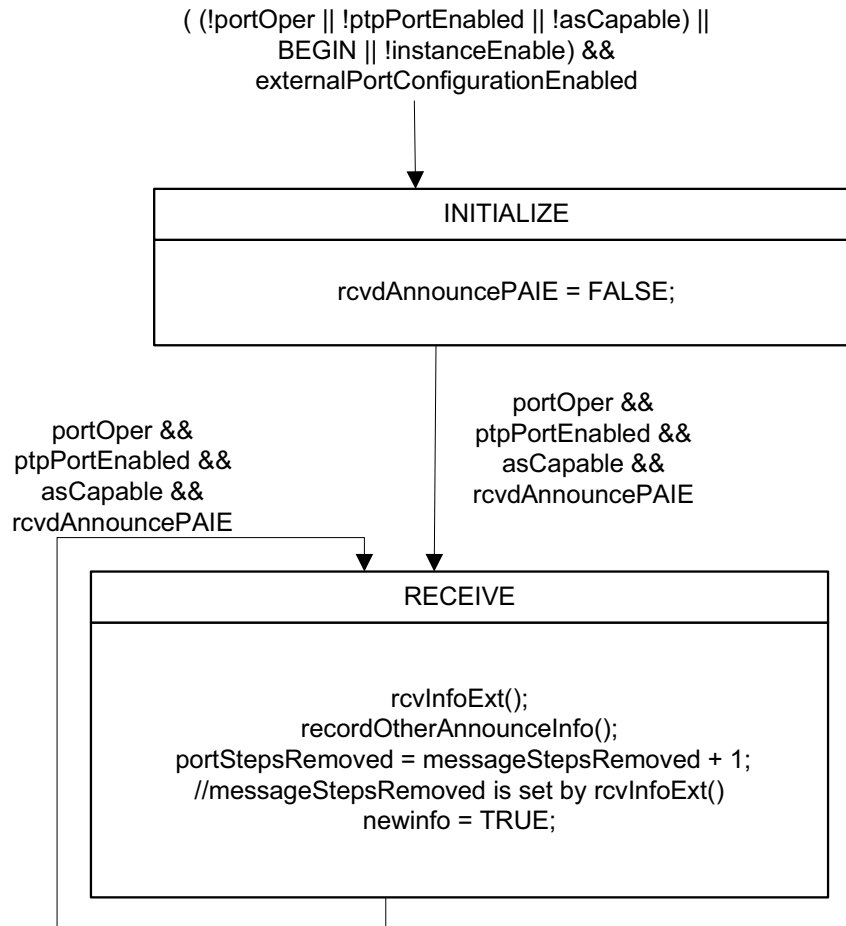 ( (!portOper || !ptpPortEnabled || !asCapable) ||
BEGIN || !instanceEnable) &&
externalPortConfigurationEnabled
INITIALIZE
rcvdAnnouncePAIE = FALSE;
portOper &&
ptpPortEnabled &&
asCapable &&
rcvdAnnouncePAIE
portOper &&
ptpPortEnabled &&
asCapable &&
rcvdAnnouncePAIE
RECEIVE
rcvInfoExt();
recordOtherAnnounceInfo();
portStepsRemoved = messageStepsRemoved + 1;
//messageStepsRemoved is set by rcvInfoExt()
newinfo = TRUE;